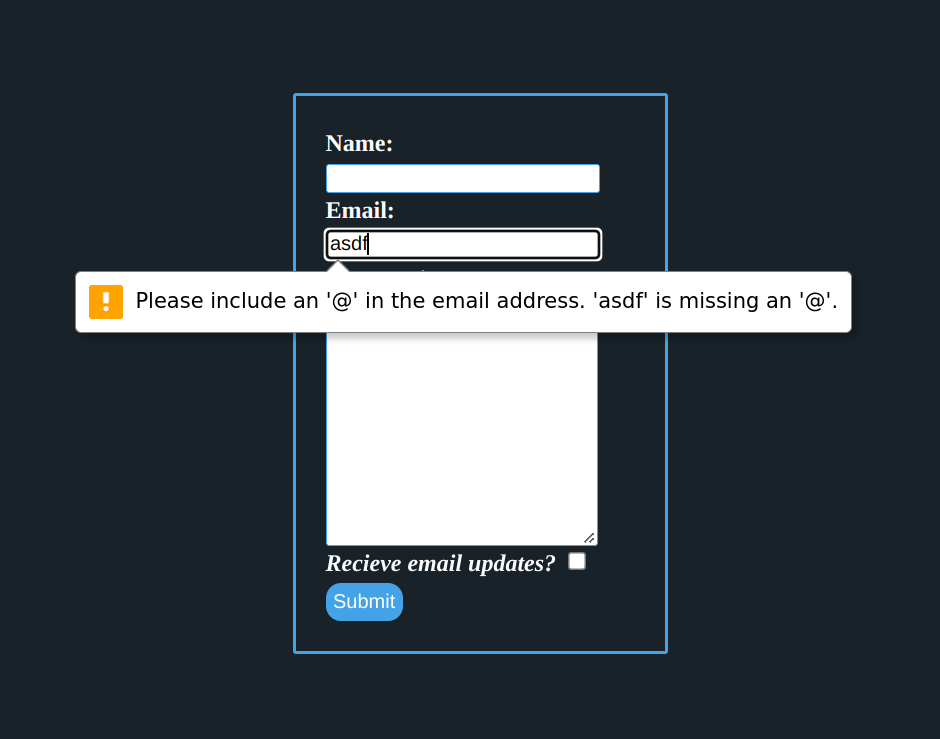 Name:
Email:
asdf
Please include an '@' in the email address. 'asdf' is missing an '@'.
Recieve email updates?
Submit